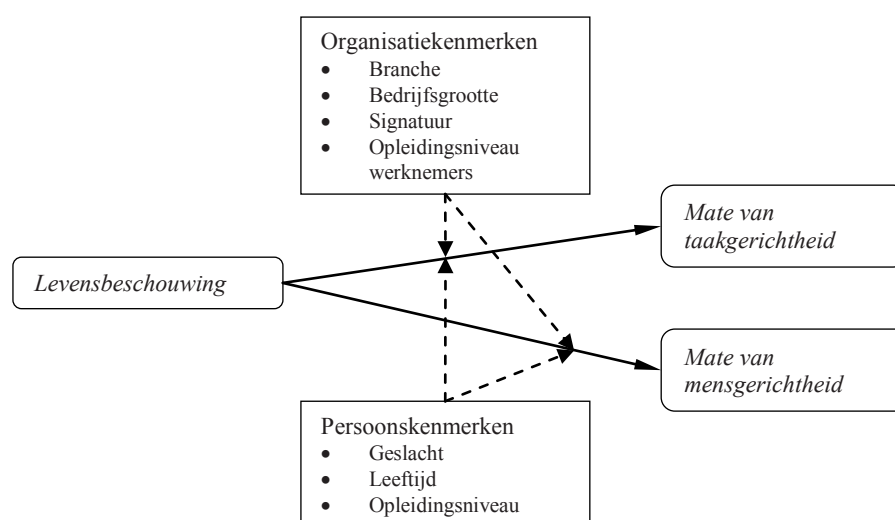 Organisatiekenmerken
• Branche
• Bedrijfsgrootte
• Signatuur
• Opleidingsniveau
werknemers
Mate van
taakgerichtheid
Levensbeschouwing
Mate van
mensgerichtheid
Persoonskenmerken
• Geslacht
• Leeftijd
• Opleidingsniveau